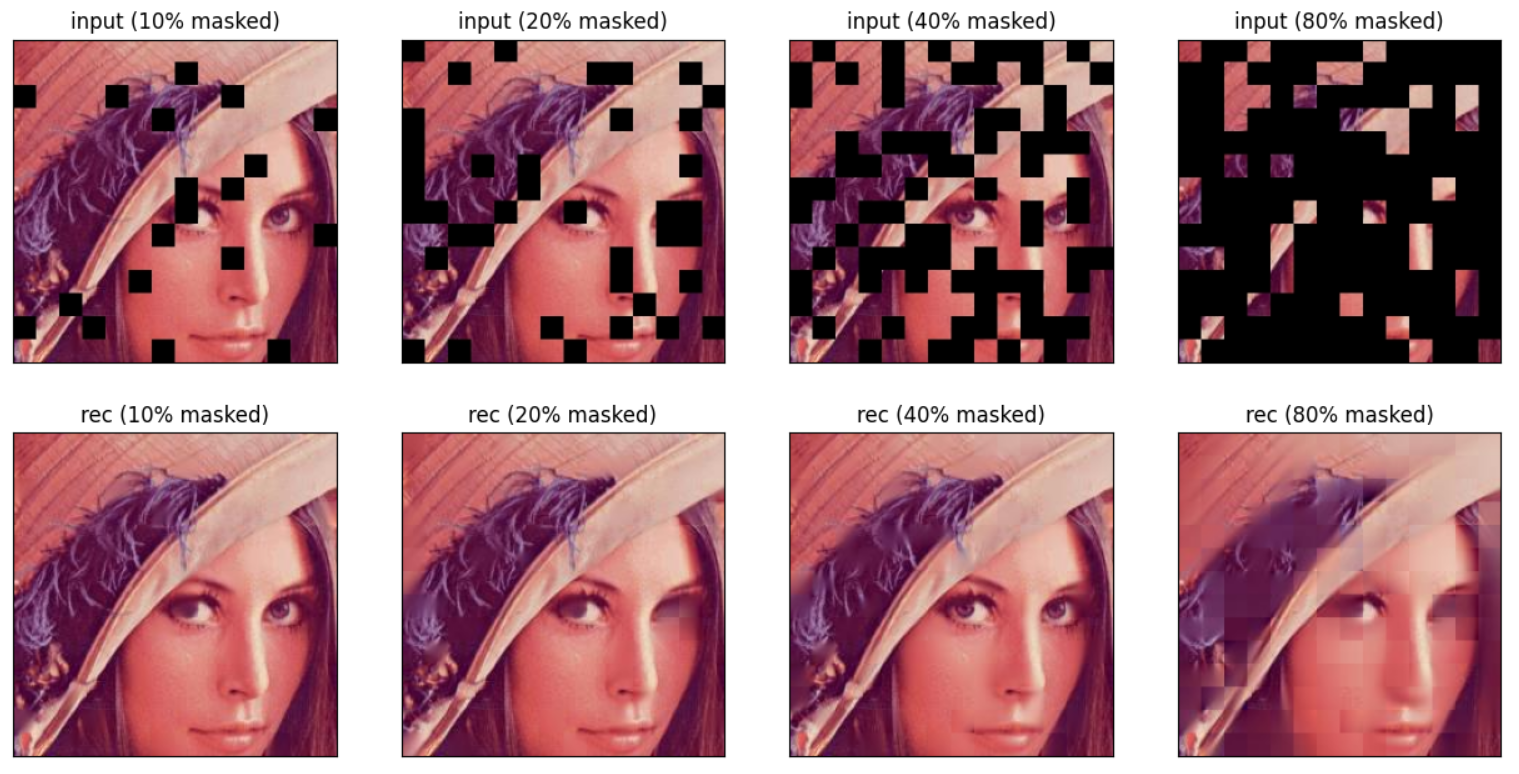 input (10% masked) input (20% masked) input (40% masked) input (80% masked)
rec (10% masked) rec (20% masked) rec (40% masked) rec (80% masked)